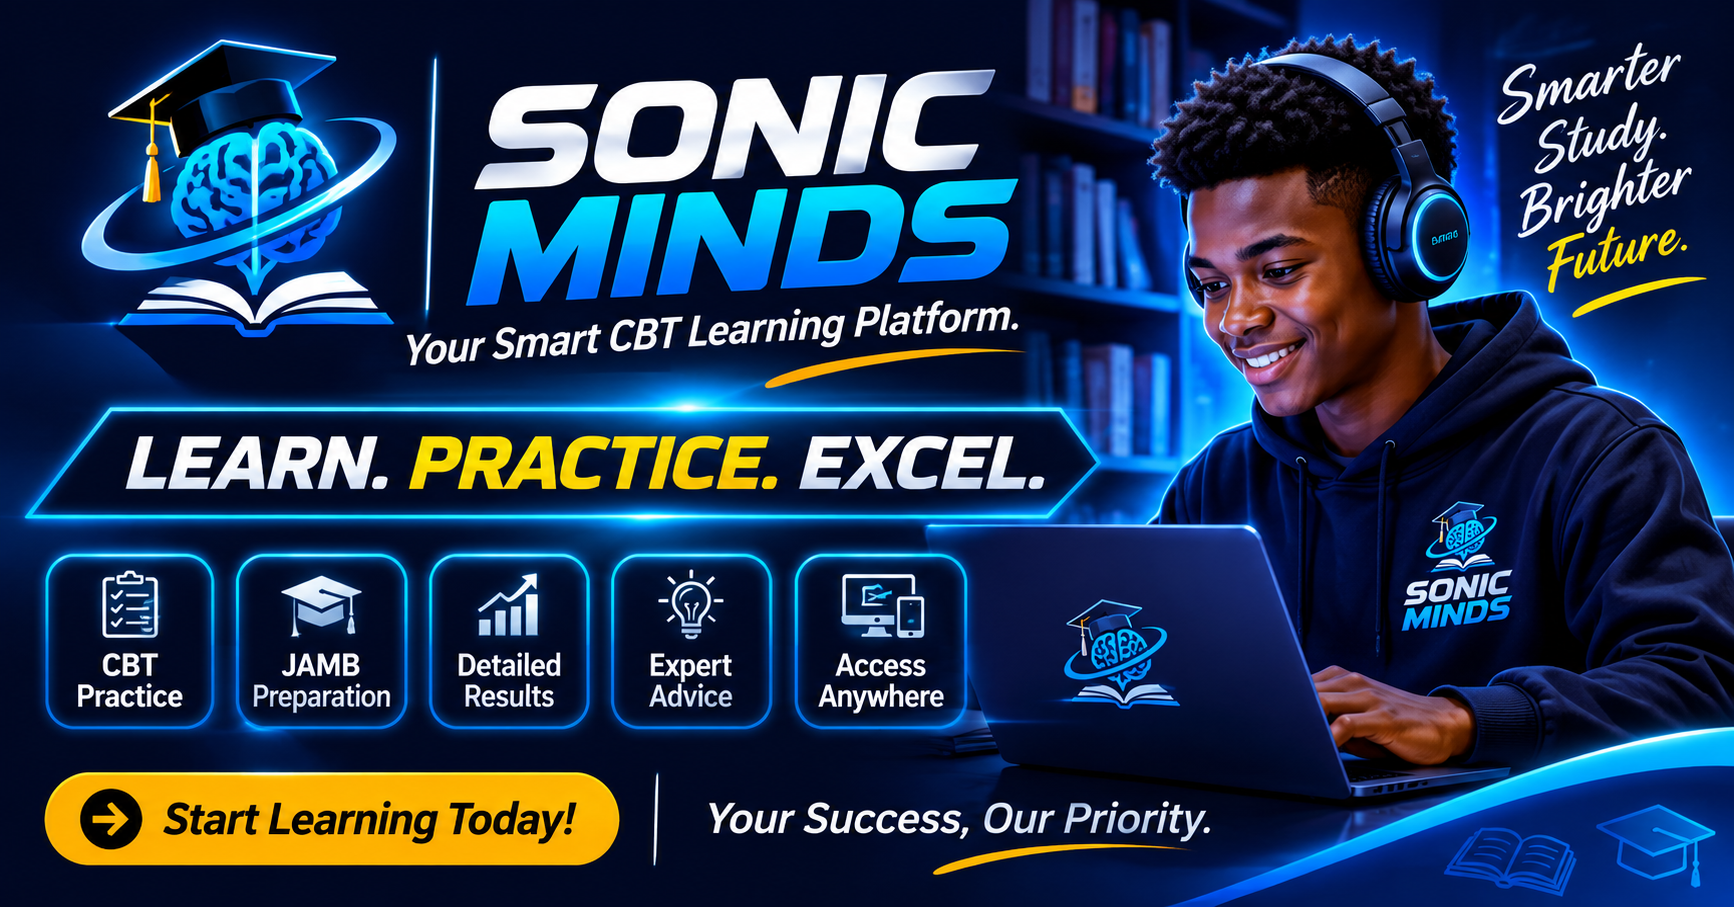 SONIC
MINDS
Your Smart CBT Learning Platform.
Smarter
Study.
Brighter
Future.
LEARN. PRACTICE. EXCEL.
CBT
Practice
JAMB
Preparation
Detailed
Results
Expert
Advice
Access
Anywhere
SONIC
MINDS
Start Learning Today!
Your Success, Our Priority.